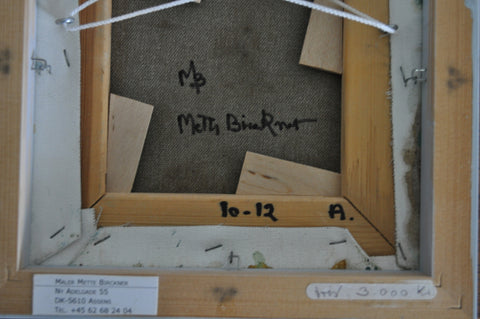 MB
Mette Birckner
10-12 A.
MALER METTE BIRCKNER
NY ADELGADE 55
DK-5610 ASSENS
TEL. +45 62 68 24 04
3.000 Kr